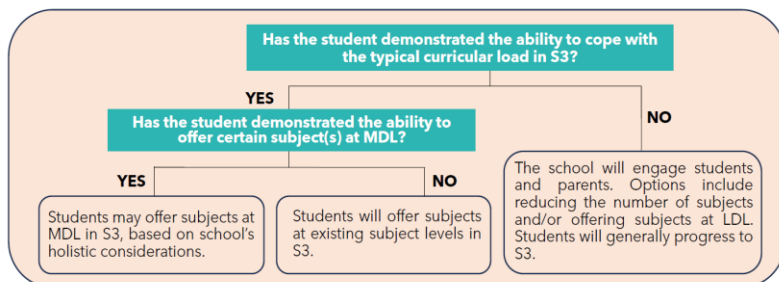 Has the student demonstrated the ability to cope with
the typical curricular load in S3?
YES
NO
Has the student demonstrated the ability to
offer certain subject(s) at MDL?
YES
NO
Students may offer subjects at
MDL in S3, based on school's
holistic considerations.
Students will offer subjects
at existing subject levels in
S3.
The school will engage students
and parents. Options include
reducing the number of subjects
and/or offering subjects at LDL.
Students will generally progress to
S3.